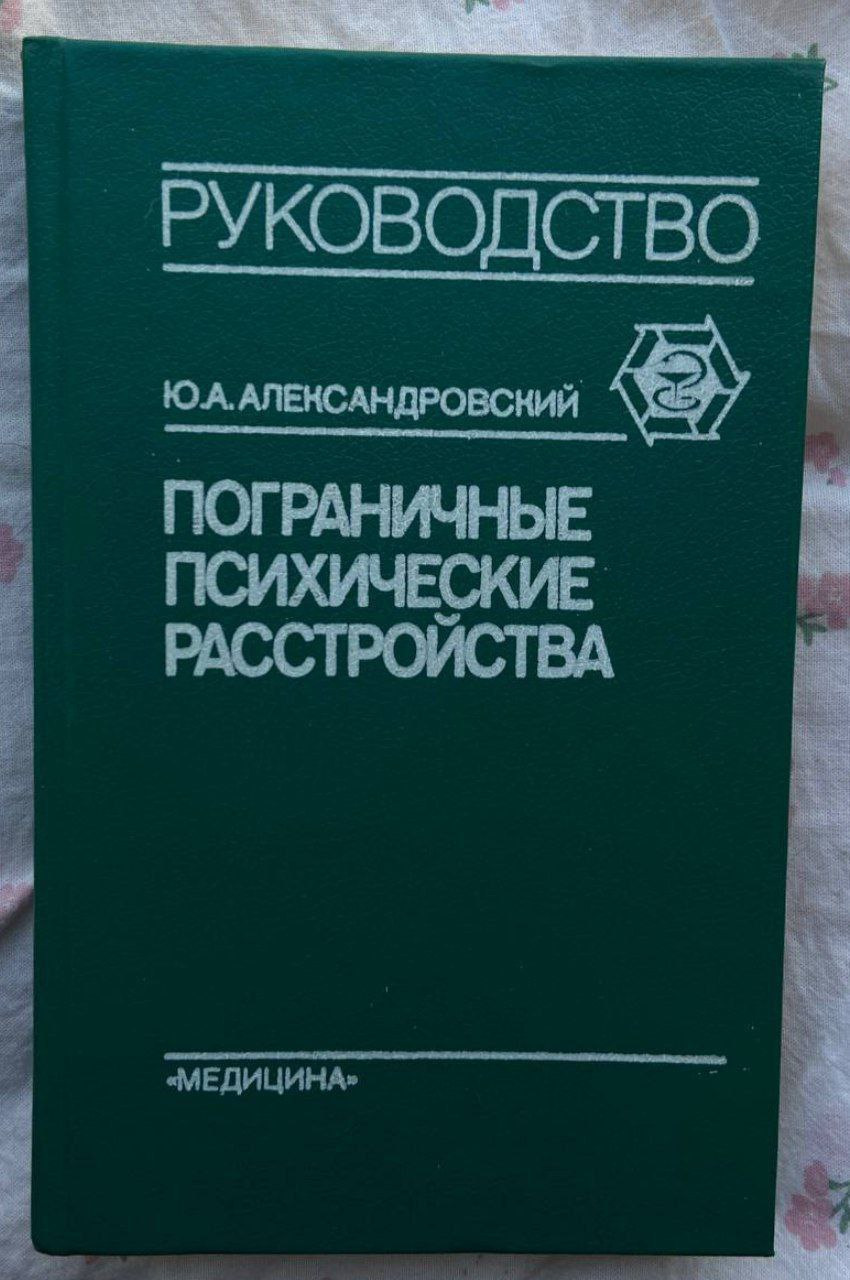 РУКОВОДСТВО
Ю.А.АЛЕКСАНДРОВСКИЙ
ПОГРАНИЧНЫЕ
ПСИХИЧЕСКИЕ
РАССТРОЙСТВА
«МЕДИЦИНА»